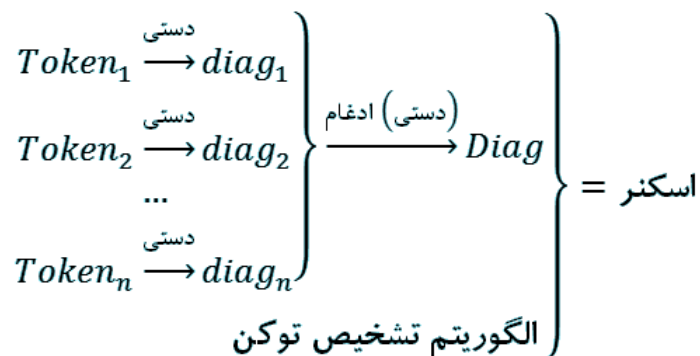 دستی
Token₁ → diag₁
دستی
Token₂ → diag₂
...
دستی
Tokenₙ → diagₙ
ادغام (دستی)
→ Diag
الگوریتم تشخیص توکن
= اسکنر